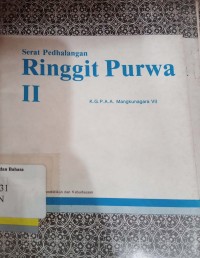 Serat Pedhalangan
Ringgit Purwa
II
K.G.P.A.A. Mangkunagara VII
31
N